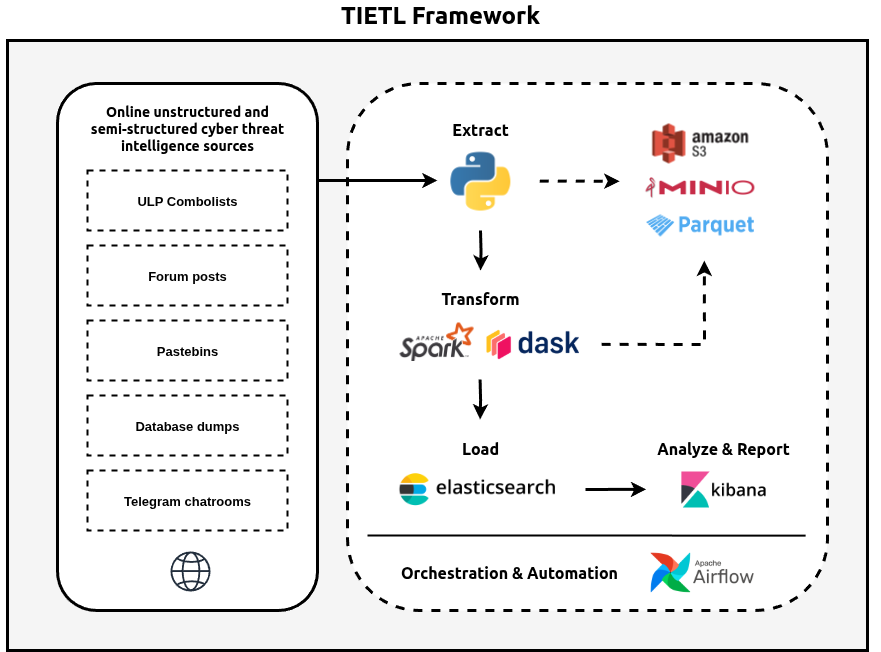 TIETL Framework
Online unstructured and
semi-structured cyber threat
intelligence sources
ULP Combolists
Forum posts
Pastebins
Database dumps
Telegram chatrooms
Extract
amazon
S3
MINIO
Parquet
Transform
APACHE
Spark
dask
Load
elasticsearch
Analyze & Report
kibana
Orchestration & Automation
Apache
Airflow